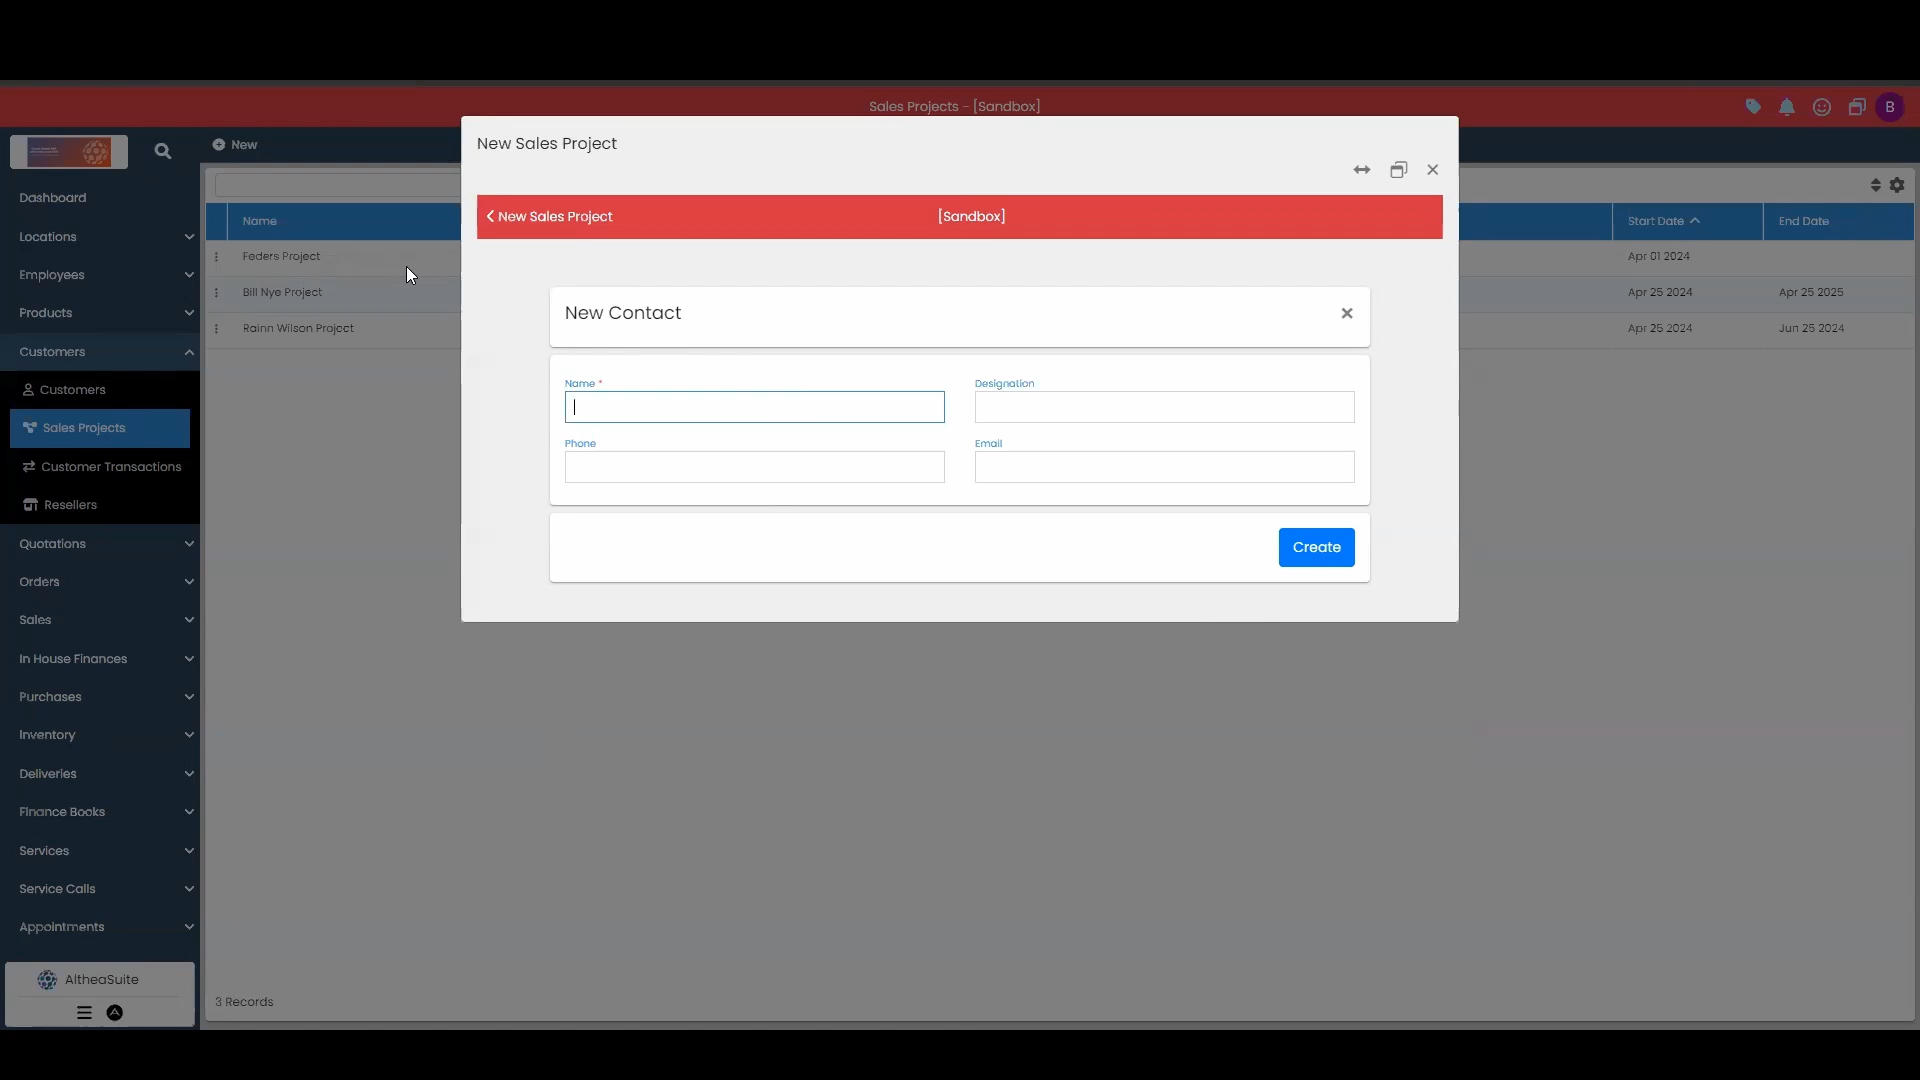 Sales Projects - [Sandbox]
B
New
New Sales Project
New Sales Project
[Sandbox]
Dashboard
Locations
Employees
Products
Customers
Customers
Sales Projects
Customer Transactions
Resellers
Quotations
Orders
Sales
In House Finances
Purchases
Inventory
Deliveries
Finance Books
Services
Service Calls
Appointments
AltheaSuite
Name
Start Date
End Date
Feders Project
Apr 01 2024
Bill Nye Project
Apr 25 2024
Apr 25 2025
Rainn Wilson Project
Apr 25 2024
Jun 25 2024
New Contact
Name *
Designation
Phone
Email
Create
3 Records